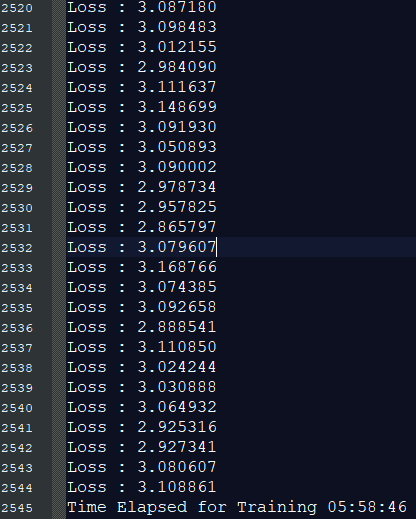 2520 Loss : 3.087180
2521 Loss : 3.098483
2522 Loss : 3.012155
2523 Loss : 2.984090
2524 Loss : 3.111637
2525 Loss : 3.148699
2526 Loss : 3.091930
2527 Loss : 3.050893
2528 Loss : 3.090002
2529 Loss : 2.978734
2530 Loss : 2.957825
2531 Loss : 2.865797
2532 Loss : 3.079607
2533 Loss : 3.168766
2534 Loss : 3.074385
2535 Loss : 3.092658
2536 Loss : 2.888541
2537 Loss : 3.110850
2538 Loss : 3.024244
2539 Loss : 3.030888
2540 Loss : 3.064932
2541 Loss : 2.925316
2542 Loss : 2.927341
2543 Loss : 3.080607
2544 Loss : 3.108861
2545 Time Elapsed for Training 05:58:46